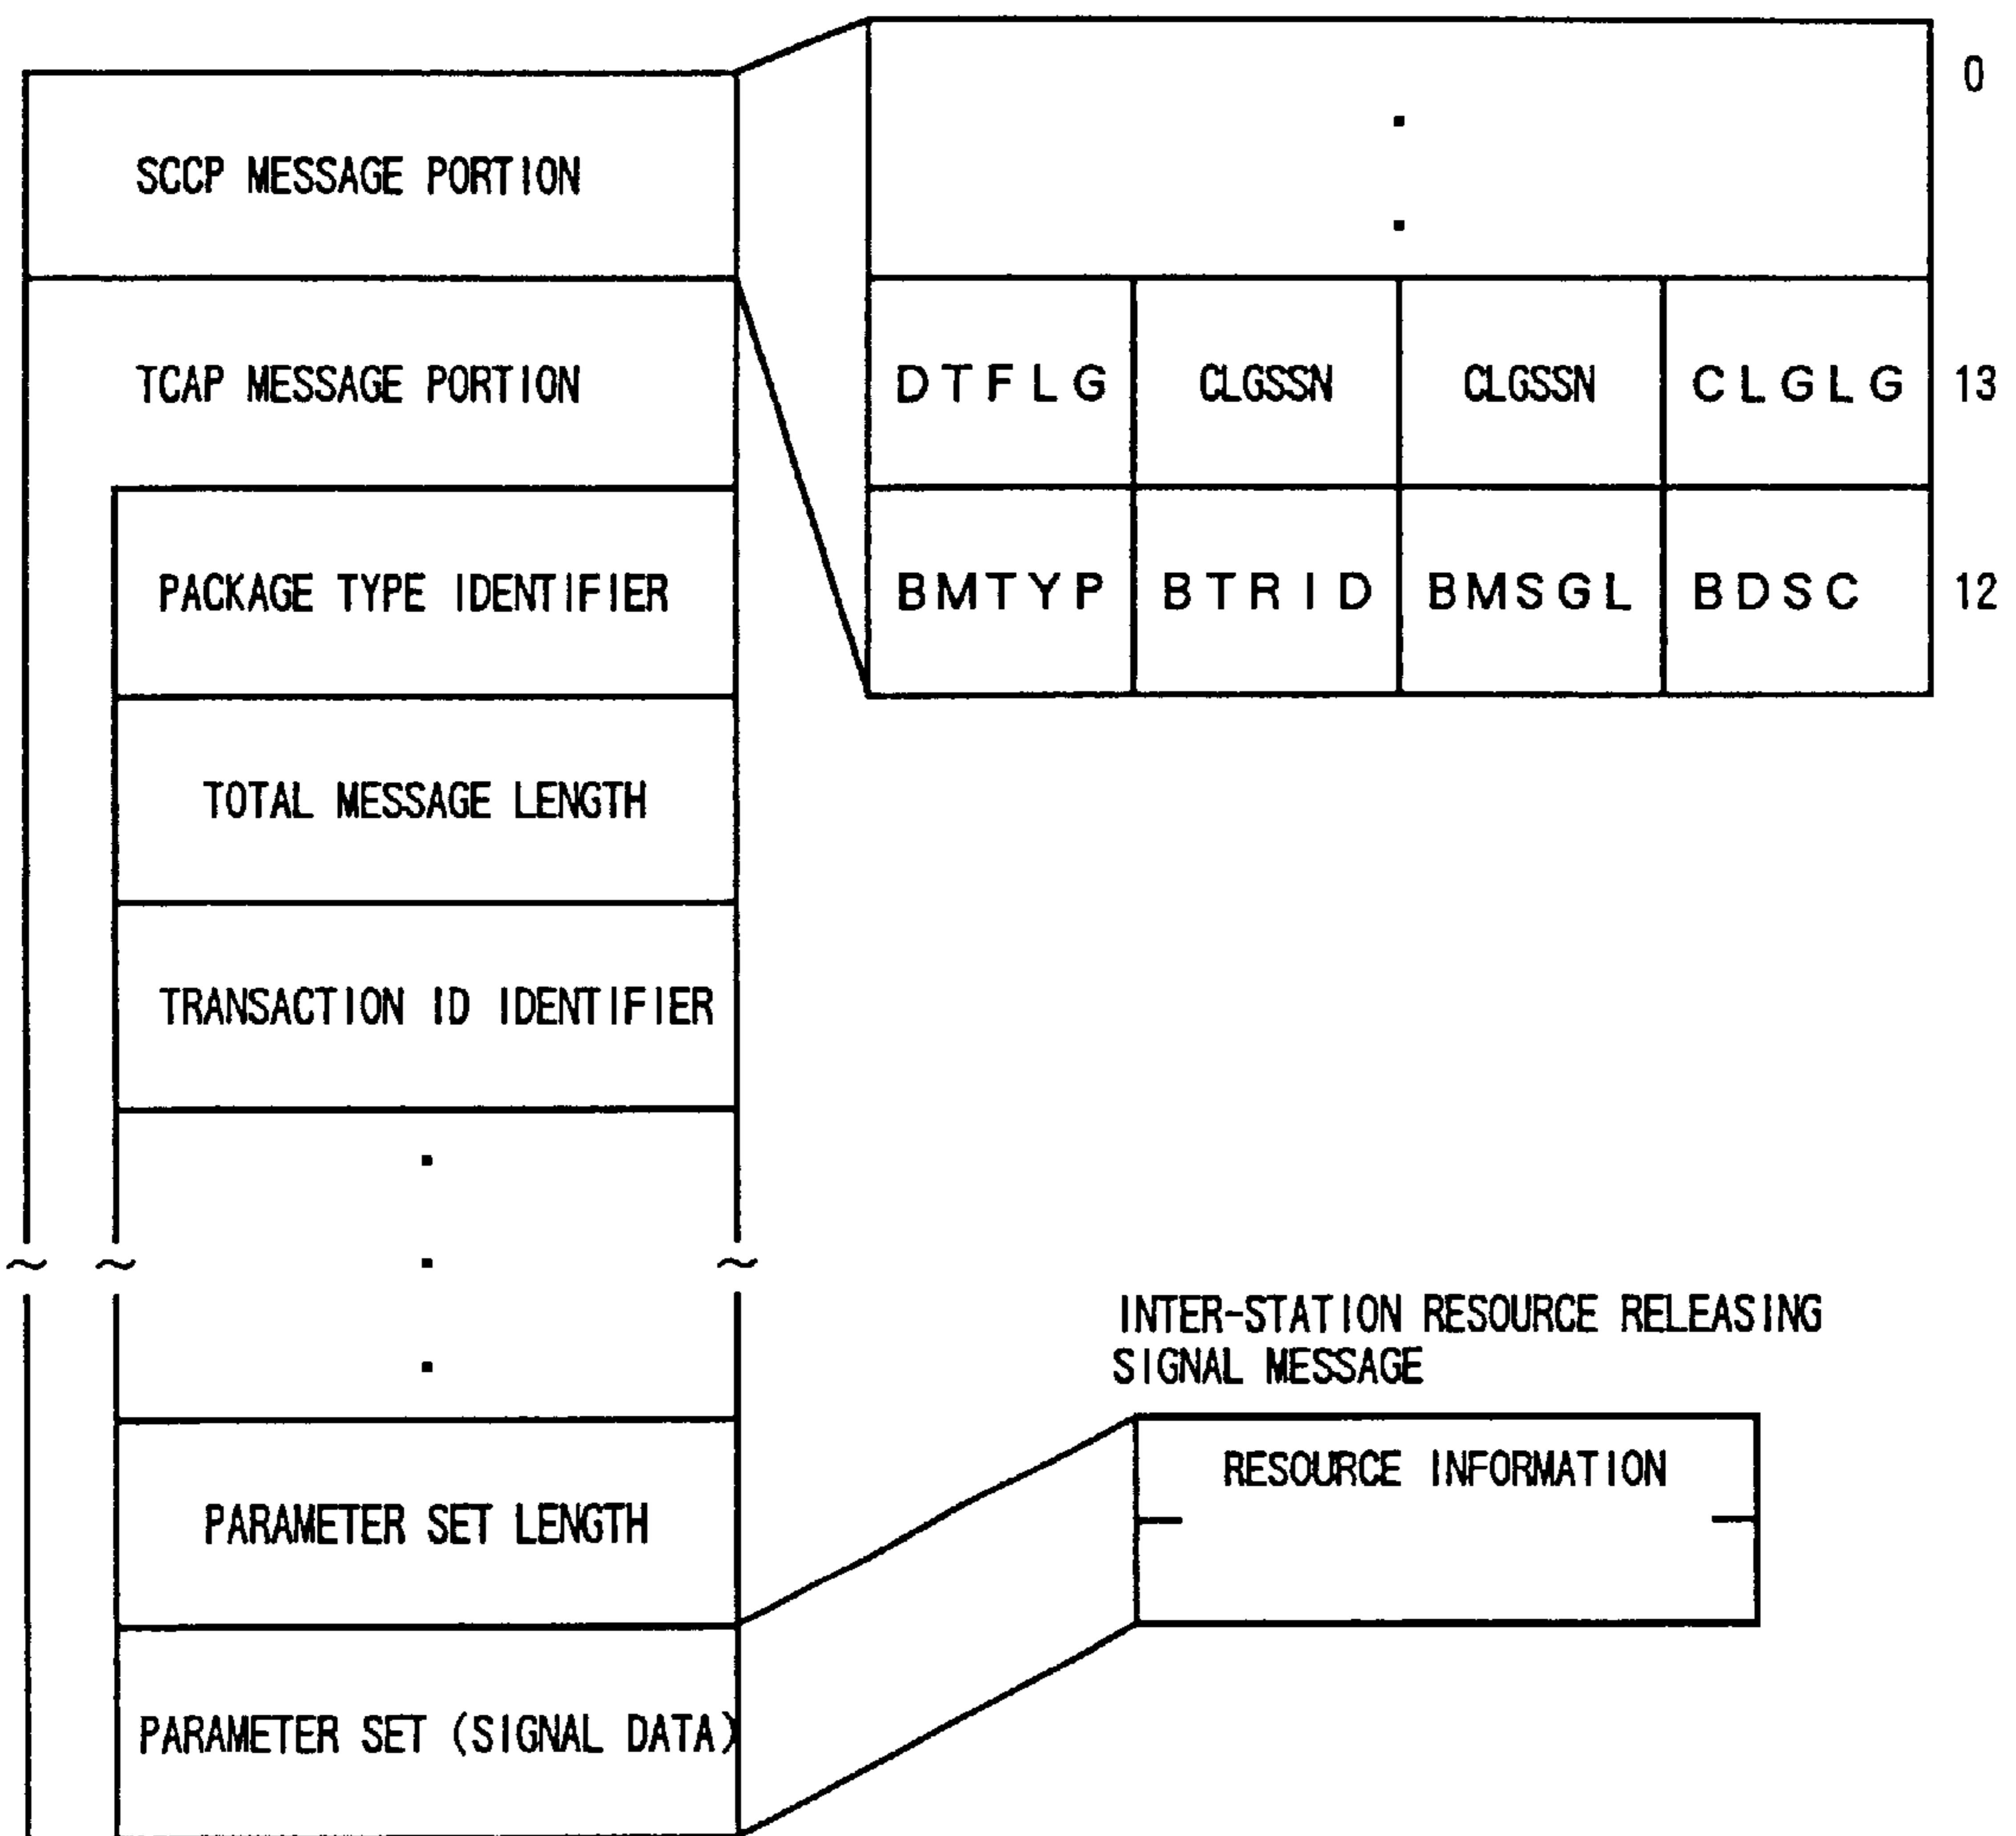 SCCP MESSAGE PORTION
TCAP MESSAGE PORTION
PACKAGE TYPE IDENTIFIER
TOTAL MESSAGE LENGTH
TRANSACTION ID IDENTIFIER
PARAMETER SET LENGTH
PARAMETER SET (SIGNAL DATA)
0
DTFLG CLGSSN CLGSSN CLGLG 13
BMTYP BTRID BMSGL BDSC 12
INTER-STATION RESOURCE RELEASING
SIGNAL MESSAGE
RESOURCE INFORMATION